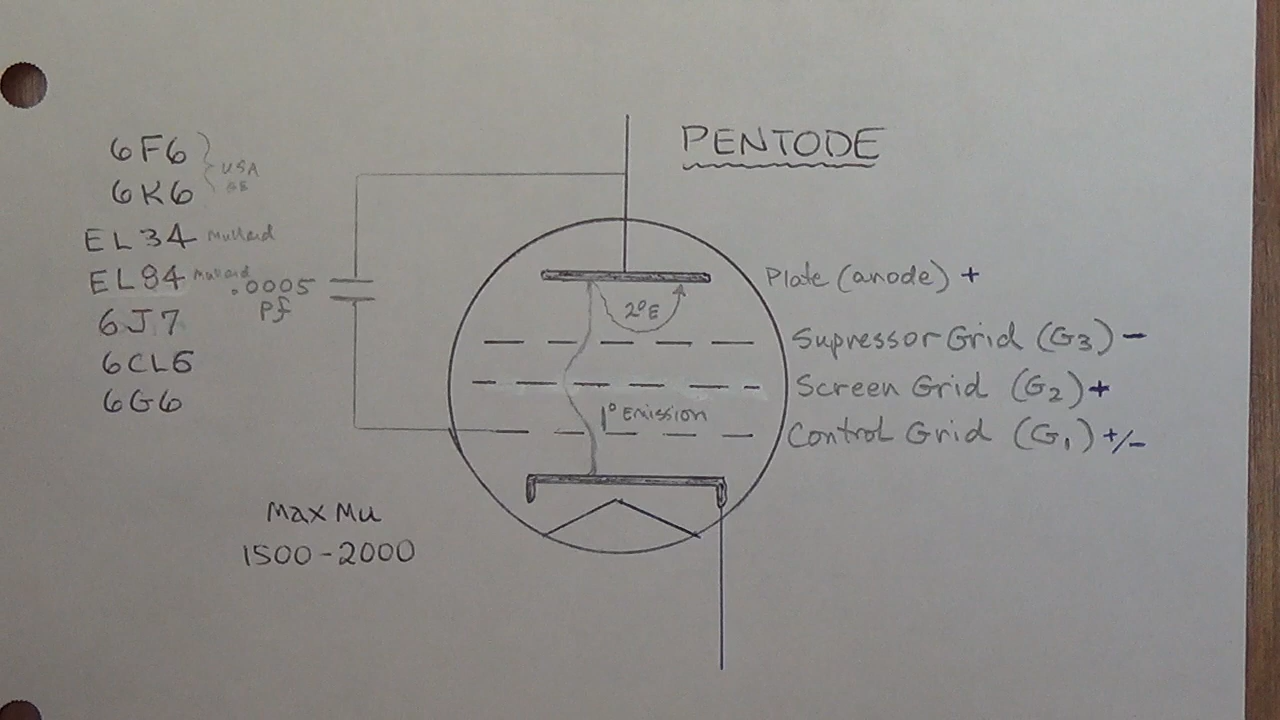 PENTODE
6F6
6K6
USA
EL34 Mullard
EL84 Mullard
.0005
pf
6J7
6CL6
6G6
Plate (anode) +
2°E
Supressor Grid (G3) -
Screen Grid (G2) +
1° Emission
Control Grid (G1) +/-
Max Mu
1500-2000